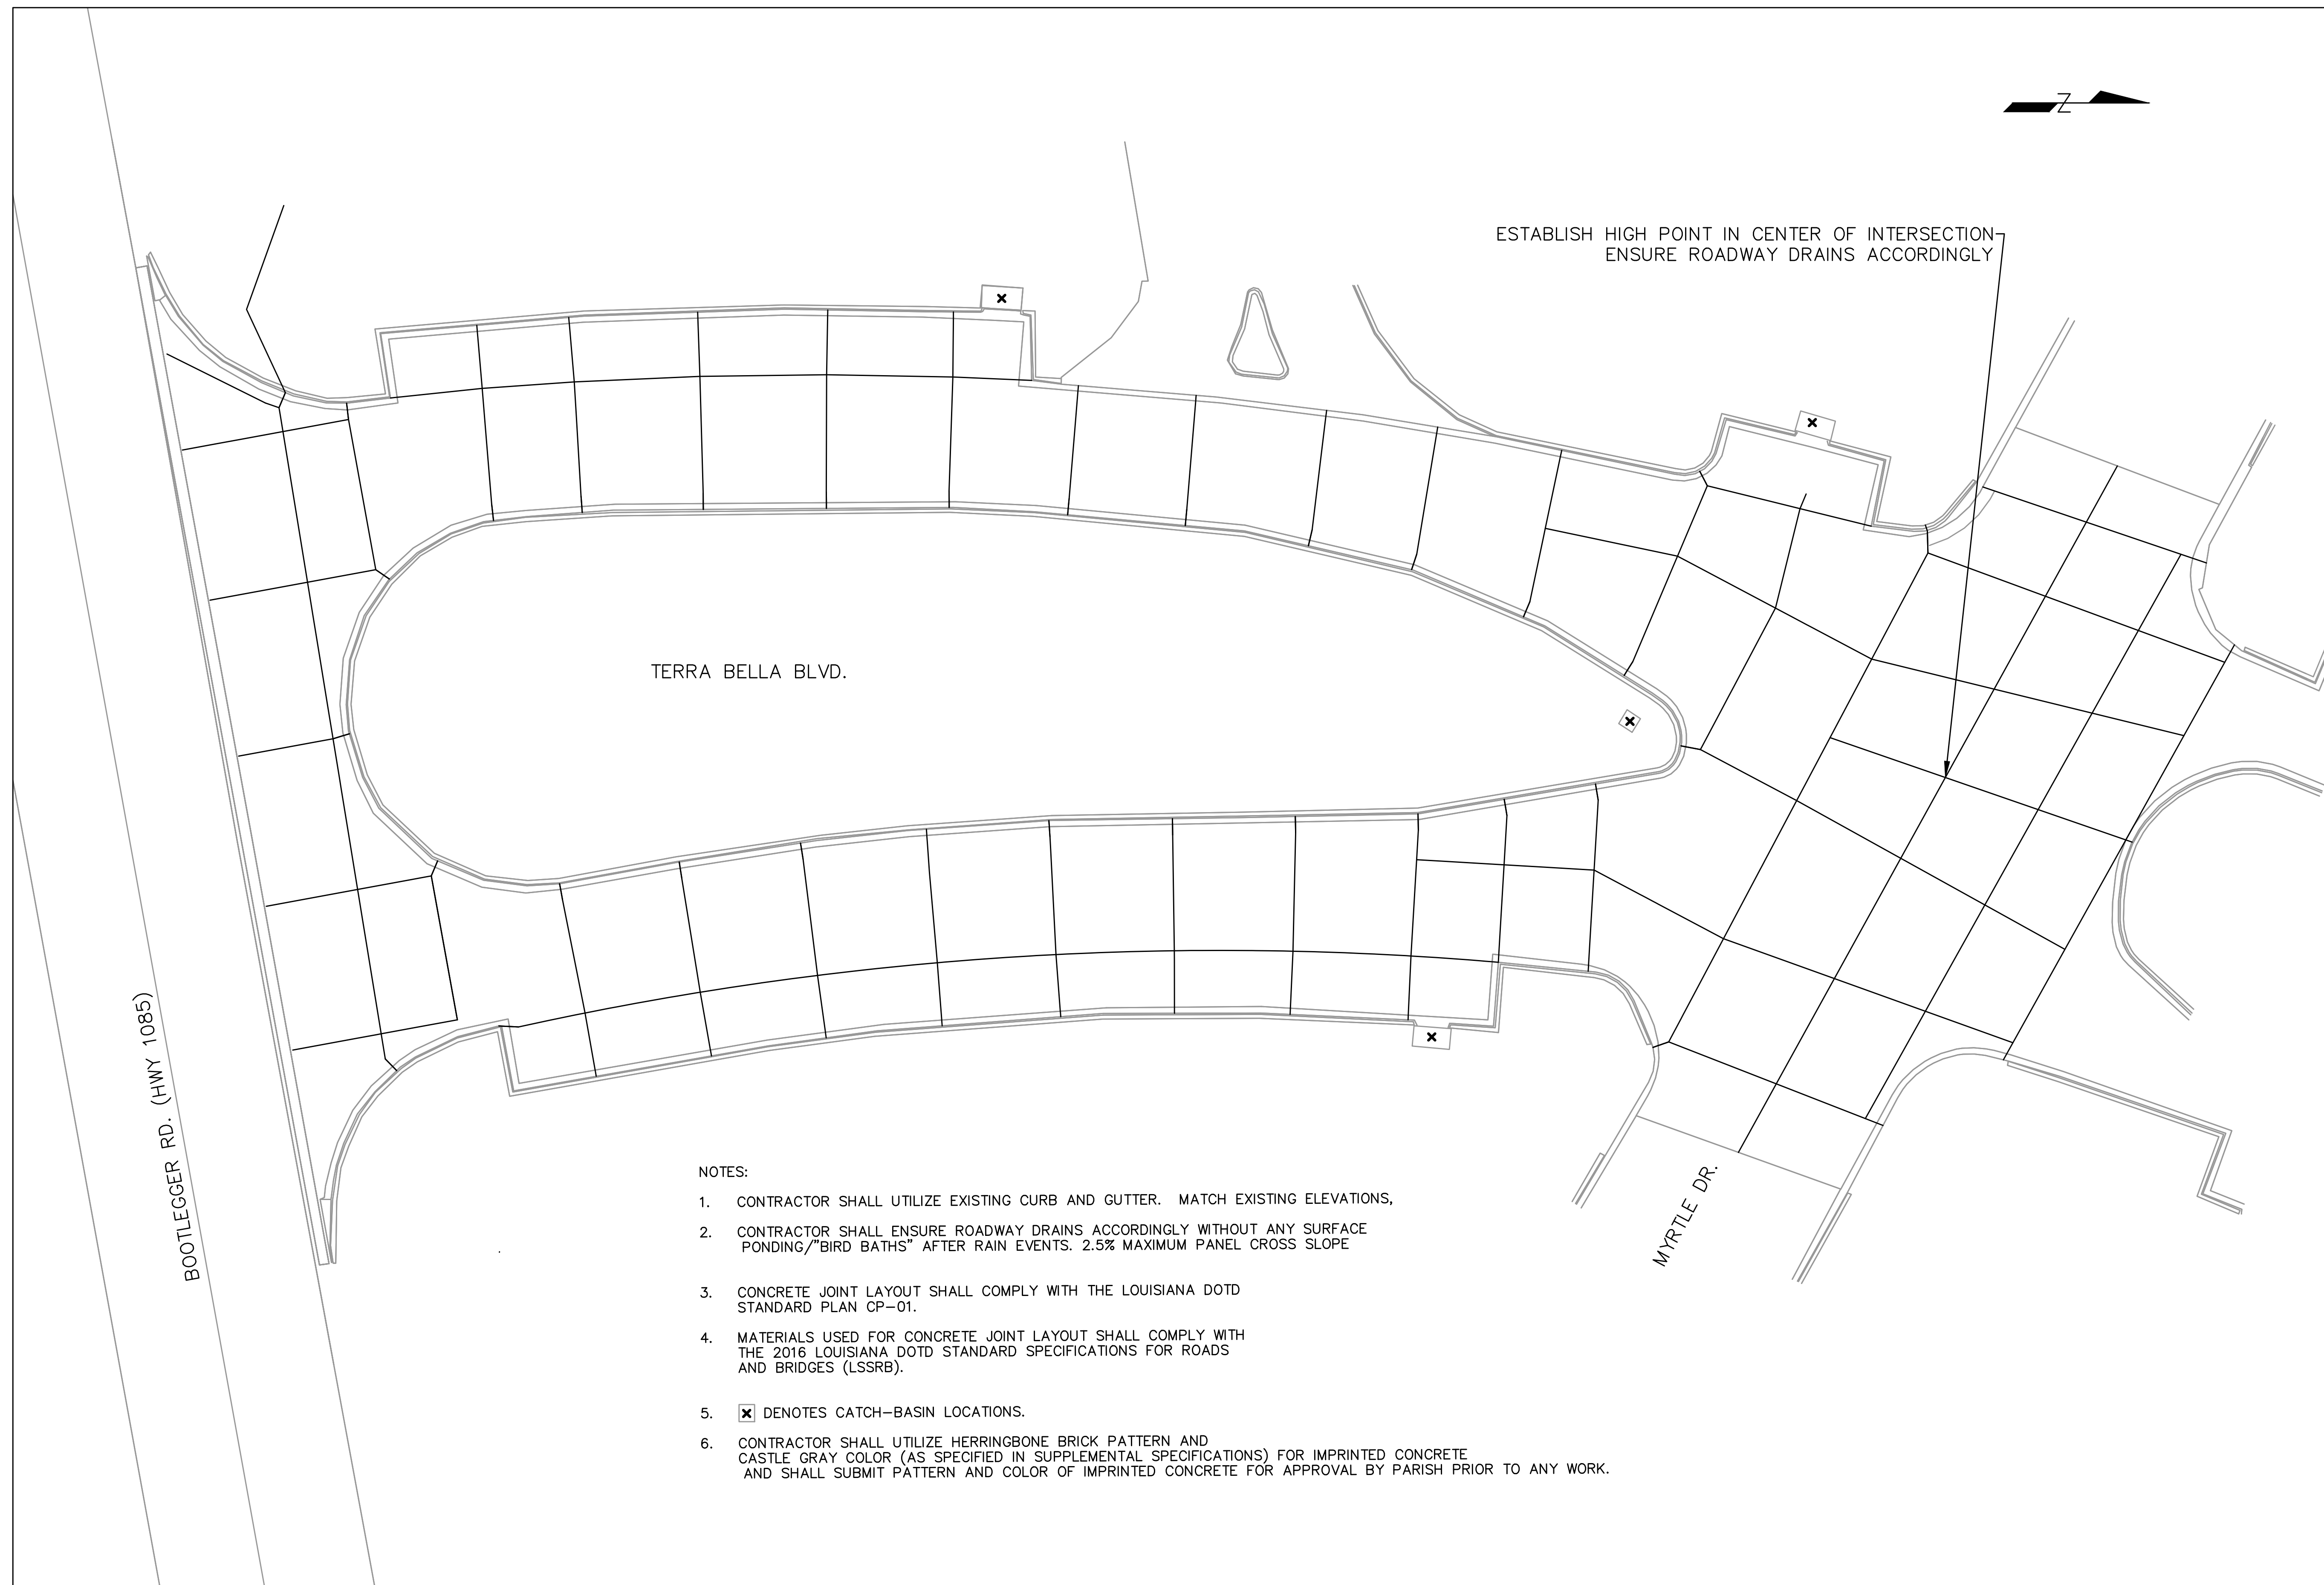 Z
ESTABLISH HIGH POINT IN CENTER OF INTERSECTION
ENSURE ROADWAY DRAINS ACCORDINGLY
TERRA BELLA BLVD.
BOOTLEGGER RD. (HWY 1085)
MYRTLE DR.
NOTES:
1. CONTRACTOR SHALL UTILIZE EXISTING CURB AND GUTTER. MATCH EXISTING ELEVATIONS,
2. CONTRACTOR SHALL ENSURE ROADWAY DRAINS ACCORDINGLY WITHOUT ANY SURFACE
PONDING/"BIRD BATHS" AFTER RAIN EVENTS. 2.5% MAXIMUM PANEL CROSS SLOPE
3. CONCRETE JOINT LAYOUT SHALL COMPLY WITH THE LOUISIANA DOTD
STANDARD PLAN CP-01.
4. MATERIALS USED FOR CONCRETE JOINT LAYOUT SHALL COMPLY WITH
THE 2016 LOUISIANA DOTD STANDARD SPECIFICATIONS FOR ROADS
AND BRIDGES (LSSRB).
5. DENOTES CATCH-BASIN LOCATIONS.
6. CONTRACTOR SHALL UTILIZE HERRINGBONE BRICK PATTERN AND
CASTLE GRAY COLOR (AS SPECIFIED IN SUPPLEMENTAL SPECIFICATIONS) FOR IMPRINTED CONCRETE
AND SHALL SUBMIT PATTERN AND COLOR OF IMPRINTED CONCRETE FOR APPROVAL BY PARISH PRIOR TO ANY WORK.